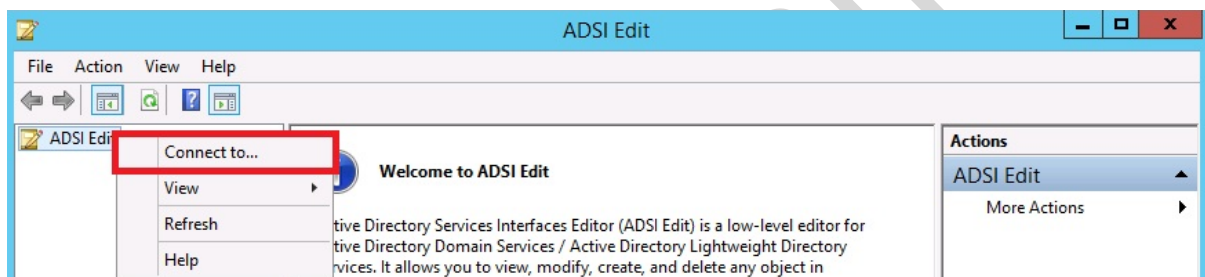 ADSI Edit
File Action View Help
ADSI Edit
Connect to...
View
Refresh
Help
Welcome to ADSI Edit
tive Directory Services Interfaces Editor (ADSI Edit) is a low-level editor for
tive Directory Domain Services / Active Directory Lightweight Directory
vices. It allows you to view, modify, create, and delete any object in
Actions
ADSI Edit
More Actions